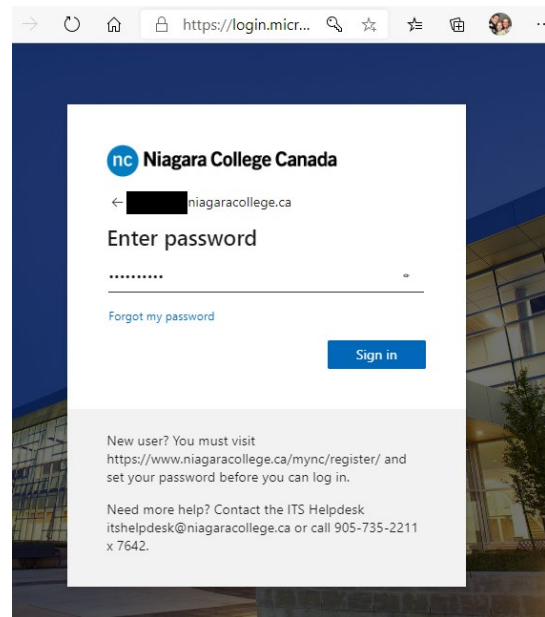 https://login.micr...
nc Niagara College Canada
niagaracollege.ca
Enter password
Forgot my password
Sign in
New user? You must visit
https://www.niagaracollege.ca/mync/register/ and
set your password before you can log in.
Need more help? Contact the ITS Helpdesk
itshelpdesk@niagaracollege.ca or call 905-735-2211
x 7642.